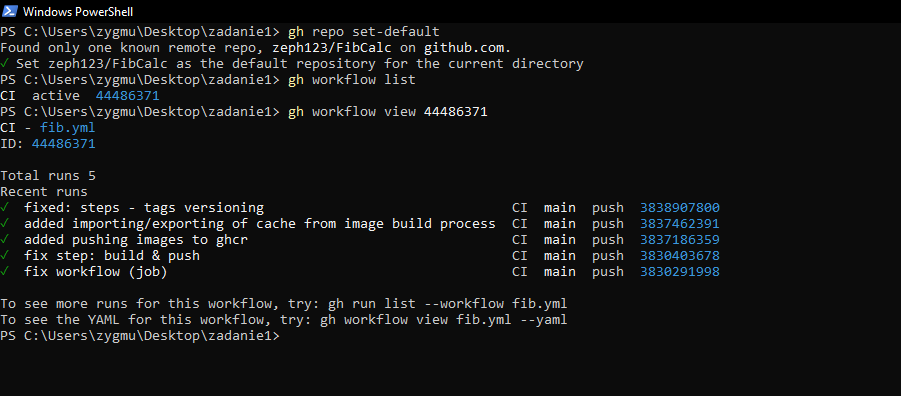 Windows PowerShell
PS C:\Users\zygmu\Desktop\zadanie1> gh repo set-default
Found only one known remote repo, zeph123/FibCalc on github.com.
✓ Set zeph123/FibCalc as the default repository for the current directory
PS C:\Users\zygmu\Desktop\zadanie1> gh workflow list
CI  active  44486371
PS C:\Users\zygmu\Desktop\zadanie1> gh workflow view 44486371
CI - fib.yml
ID: 44486371
Total runs 5
Recent runs
✓  fixed: steps - tags versioning  CI  main  push  3838907800
✓  added importing/exporting of cache from image build process  CI  main  push  3837462391
✓  added pushing images to ghcr  CI  main  push  3837186359
✓  fix step: build & push  CI  main  push  3830403678
✓  fix workflow (job)  CI  main  push  3830291998
To see more runs for this workflow, try: gh run list --workflow fib.yml
To see the YAML for this workflow, try: gh workflow view fib.yml --yaml
PS C:\Users\zygmu\Desktop\zadanie1>